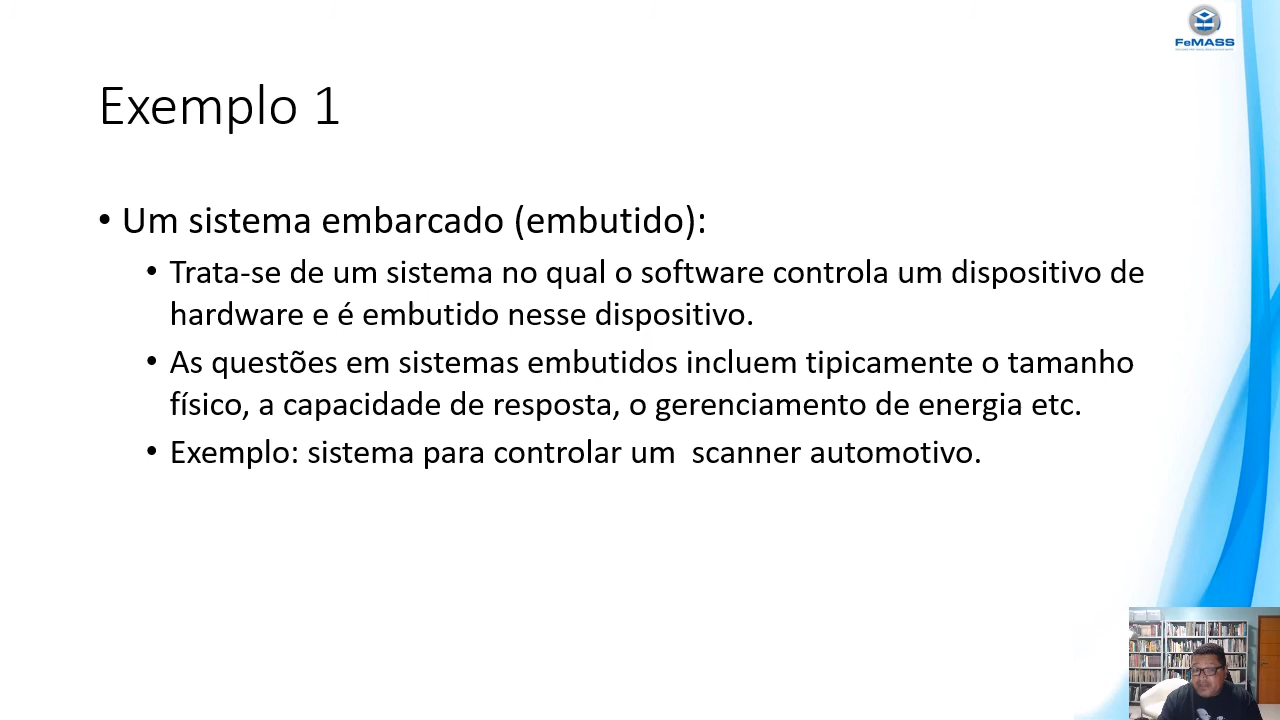 FeMASS
Exemplo 1
• Um sistema embarcado (embutido):
• Trata-se de um sistema no qual o software controla um dispositivo de
hardware e é embutido nesse dispositivo.
• As questões em sistemas embutidos incluem tipicamente o tamanho
físico, a capacidade de resposta, o gerenciamento de energia etc.
• Exemplo: sistema para controlar um  scanner automotivo.